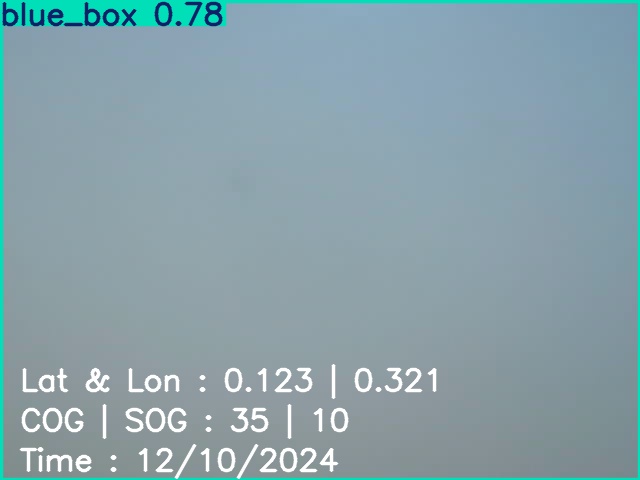 blue_box 0.78
Lat & Lon : 0.123 | 0.321
COG | SOG : 35 | 10
Time : 12/10/2024